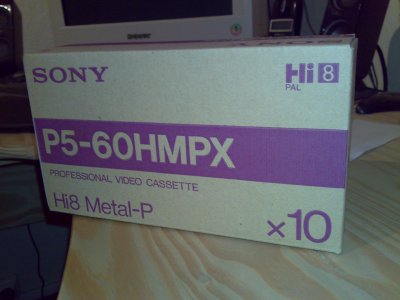 SONY
Hi8
PAL
P5-60HMPX
PROFESSIONAL VIDEO CASSETTE
Hi8 Metal-P
×10